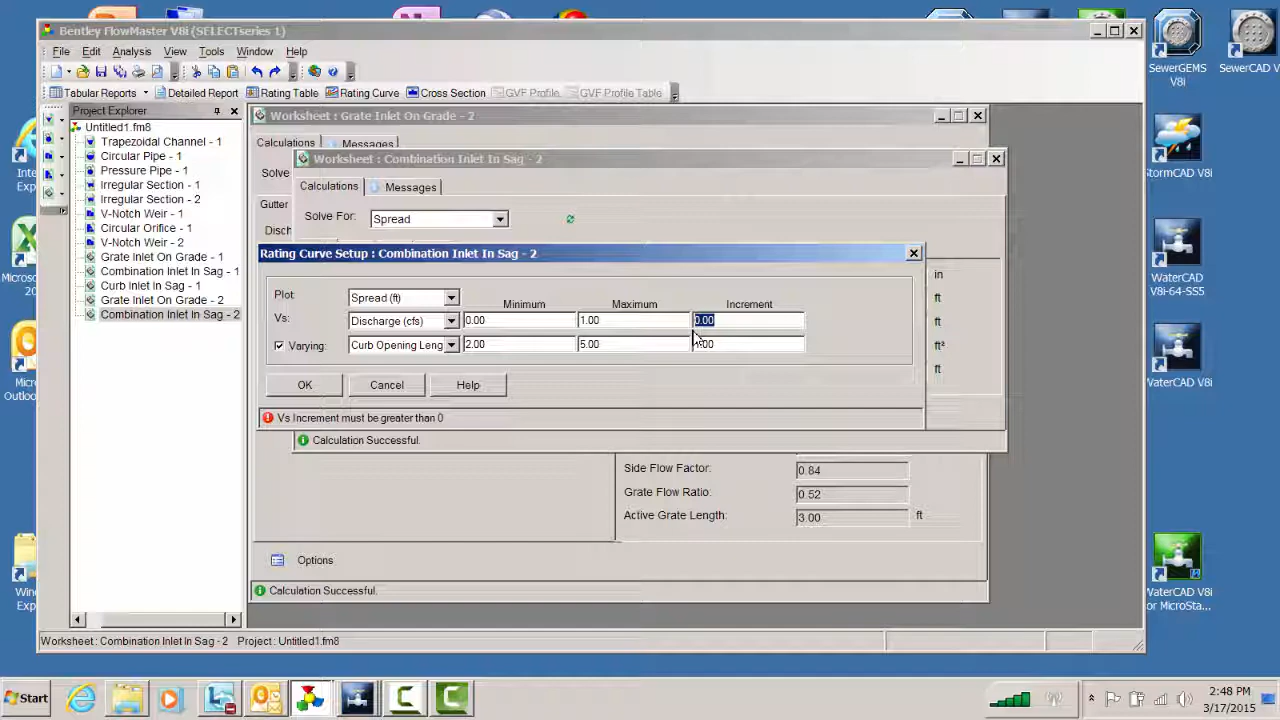 Bentley FlowMaster V8i (SELECTseries 1)
File Edit Analysis View Tools Window Help
Tabular Reports Detailed Report Rating Table Rating Curve Cross Section GVF Profile GVF Profile Table
Project Explorer
Untitled1.fm8
Trapezoidal Channel - 1
Circular Pipe - 1
Pressure Pipe - 1
Irregular Section - 1
Irregular Section - 2
V-Notch Weir - 1
Circular Orifice - 1
V-Notch Weir - 2
Grate Inlet On Grade - 1
Combination Inlet In Sag - 1
Curb Inlet In Sag - 1
Grate Inlet On Grade - 2
Combination Inlet In Sag - 2
Worksheet : Grate Inlet On Grade - 2
Calculations Messages
Solve
Gutter
Disch
Worksheet : Combination Inlet In Sag - 2
Calculations Messages
Solve For: Spread
Rating Curve Setup : Combination Inlet In Sag - 2
Minimum Maximum Increment
Plot: Spread (ft)
Vs: Discharge (cfs) 0.00 1.00 0.00
Varying: Curb Opening Leng 2.00 5.00
OK Cancel Help
Vs Increment must be greater than 0
in
ft
ft
ft²
ft
Calculation Successful.
Side Flow Factor: 0.84
Grate Flow Ratio: 0.52
Active Grate Length: 3.00 ft
Options
Calculation Successful.
Worksheet : Combination Inlet In Sag - 2 Project : Untitled1.fm8
SewerGEMS V8i
SewerCAD V
StormCAD V8i
WaterCAD V8i-64-SS5
WaterCAD V8i
WaterCAD V8i
or MicroSta...
Inte
Exp
Microso
20
Micr
Outloo
Win
Exp
Start
2:48 PM
3/17/2015